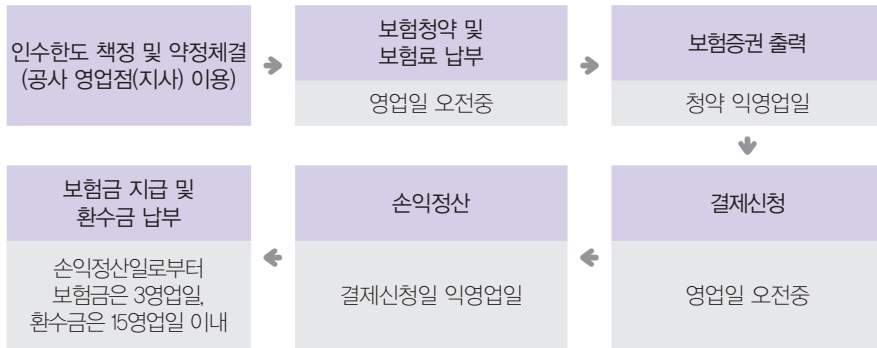 인수한도 책정 및 약정체결
(공사 영업점(지사) 이용)
보험청약 및
보험료 납부
영업일 오전중
보험증권 출력
청약 익영업일
결제신청
영업일 오전중
손익정산
결제신청일 익영업일
보험금 지급 및
환수금 납부
손익정산일로부터
보험금은 3영업일,
환수금은 15영업일 이내